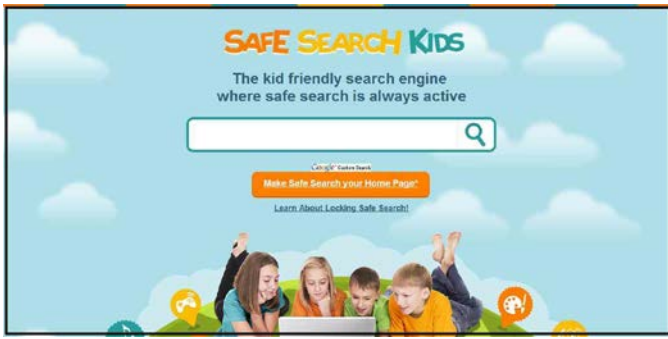 SAFE SEARCH KIDS
The kid friendly search engine
where safe search is always active
Google Custom Search
Make Safe Search your Home Page*
Learn About Locking Safe Search!